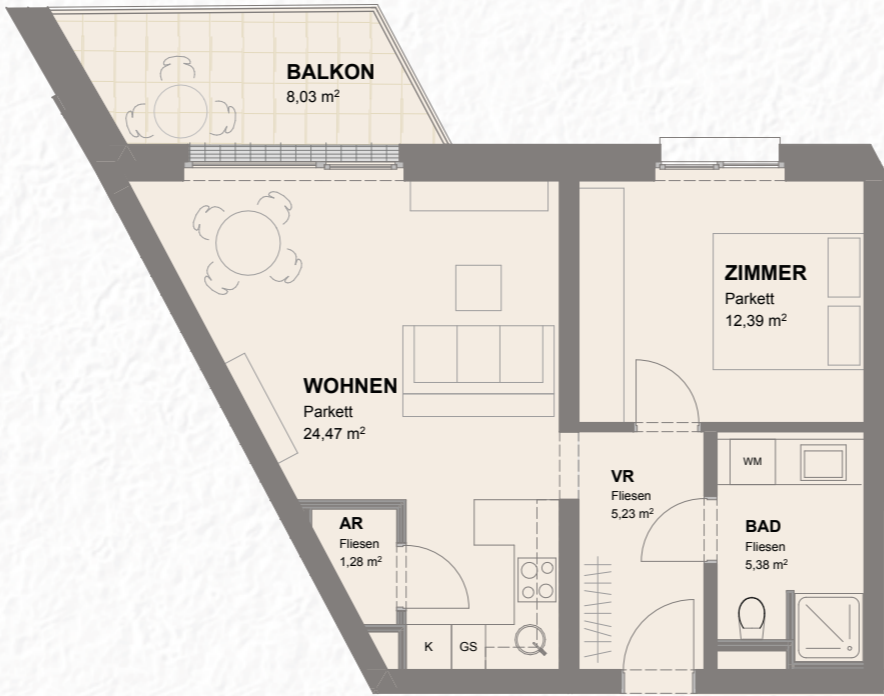 BALKON
8,03 m²
ZIMMER
Parkett
12,39 m²
WOHNEN
Parkett
24,47 m²
VR
Fliesen
5,23 m²
WM
AR
Fliesen
1,28 m²
BAD
Fliesen
5,38 m²
K
GS